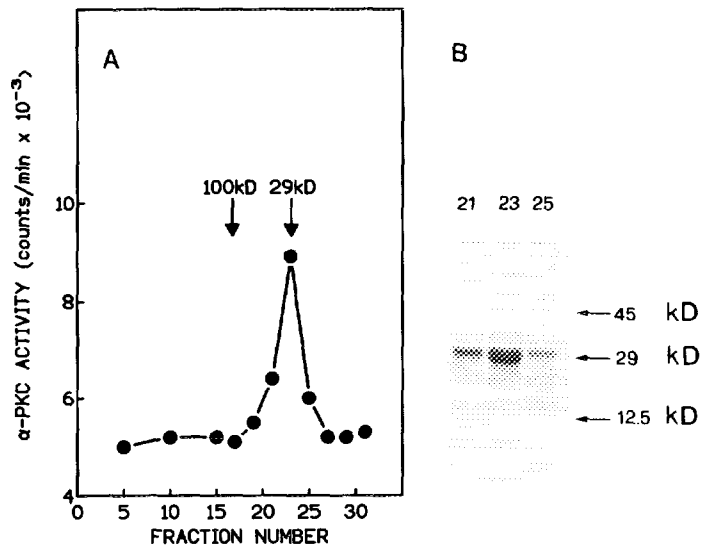 A
B
α-PKC ACTIVITY (counts/min x 10⁻³)
10
8
6
4
100kD 29kD
0 5 10 15 20 25 30
FRACTION NUMBER
21 23 25
45 kD
29 kD
12.5 kD